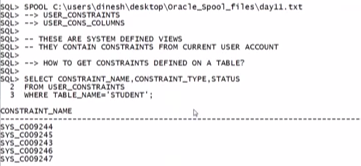 SQL> SPOOL C:\users\dinesh\desktop\Oracle_Spool_files\day11.txt
SQL> --> USER_CONSTRAINTS
SQL> --> USER_CONS_COLUMNS
SQL>
SQL> -- THESE ARE SYSTEM DEFINED VIEWS
SQL> -- THEY CONTAIN CONSTRAINTS FROM CURRENT USER ACCOUNT
SQL>
SQL> -->HOW TO GET CONSTRAINTS DEFINED ON A TABLE?
SQL>
SQL> SELECT CONSTRAINT_NAME,CONSTRAINT_TYPE,STATUS
2 FROM USER_CONSTRAINTS
3 WHERE TABLE_NAME='STUDENT';
CONSTRAINT_NAME
--------------------------------------------------------------------------------
SYS_C009244
SYS_C009245
SYS_C009243
SYS_C009246
SYS_C009247